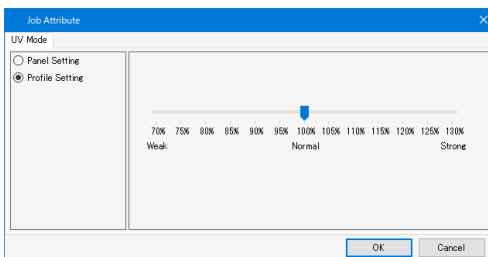 Job Attribute
UV Mode
Panel Setting
Profile Setting
70% 75% 80% 85% 90% 95% 100% 105% 110% 115% 120% 125% 130%
Weak Normal Strong
OK Cancel